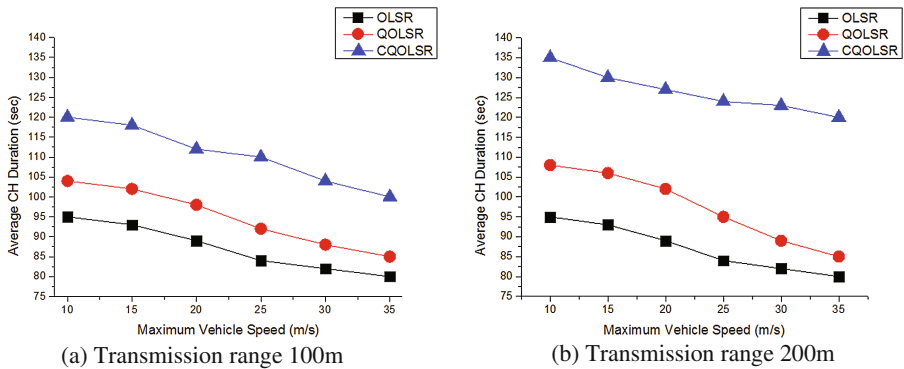 OLSR
QOLSR
CQOLSR
140
135
130
125
120
115
110
105
100
95
90
85
80
75
Average CH Duration (sec)
10 15 20 25 30 35
Maximum Vehicle Speed (m/s)
(a) Transmission range 100m
OLSR
QOLSR
CQOLSR
140
135
130
125
120
115
110
105
100
95
90
85
80
75
Average CH Duration (sec)
10 15 20 25 30 35
Maximum Vehicle Speed (m/s)
(b) Transmission range 200m